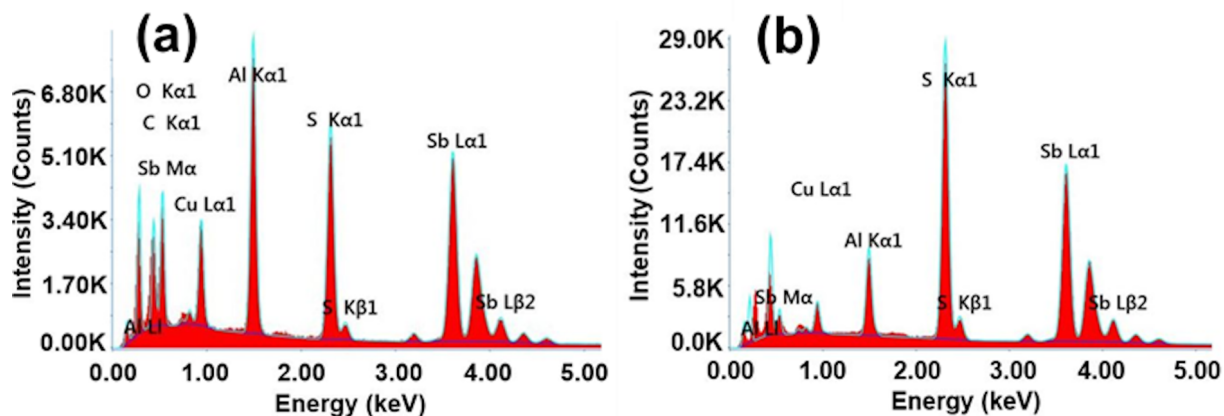 (a)
Intensity (Counts)
6.80K
5.10K
3.40K
1.70K
0.00K
O Kα1
C Kα1
Sb Mα
Cu Lα1
Al Ll
Al Kα1
S Kα1
S Kβ1
Sb Lα1
Sb Lβ2
0.00 1.00 2.00 3.00 4.00 5.00
Energy (keV)
(b)
Intensity (Counts)
29.0K
23.2K
17.4K
11.6K
5.8K
0.0K
S Kα1
Cu Lα1
Al Kα1
Sb Mα
Al Ll
S Kβ1
Sb Lα1
Sb Lβ2
0.00 1.00 2.00 3.00 4.00 5.00
Energy (keV)